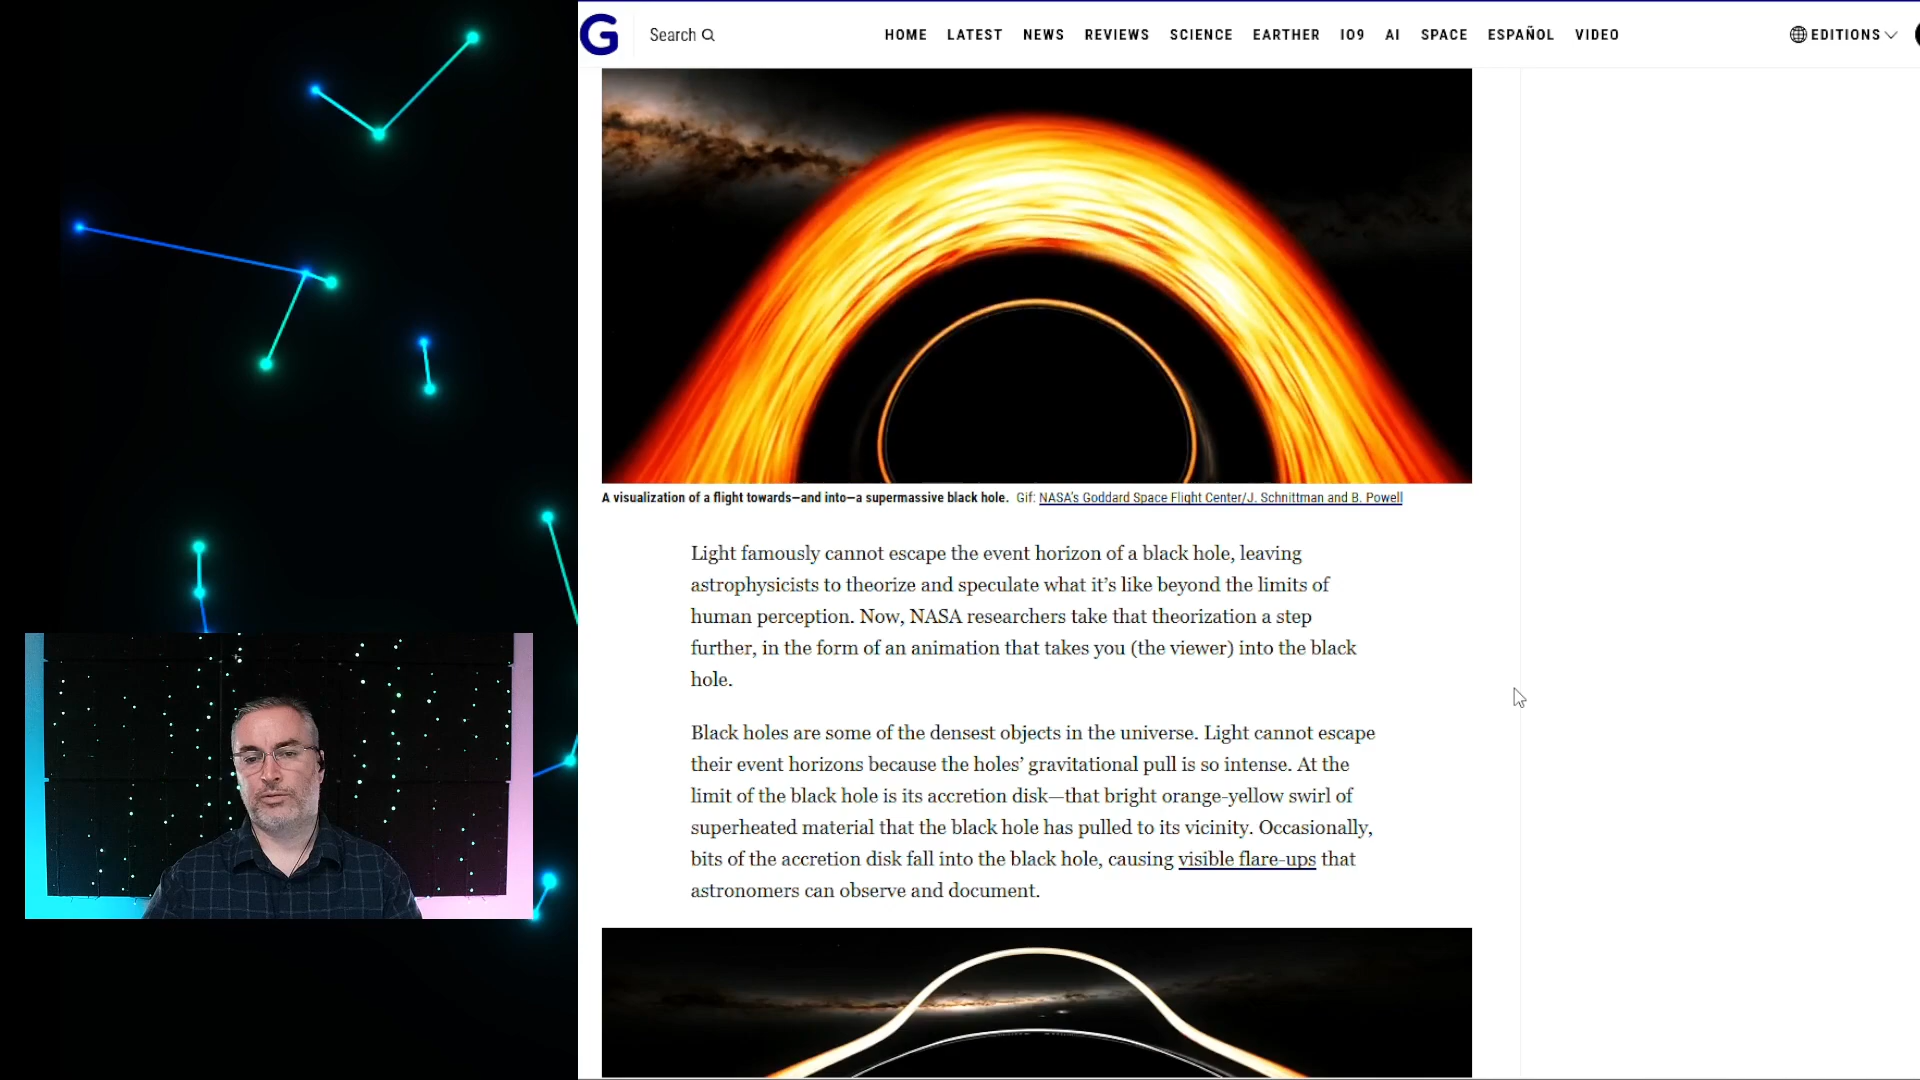 G
Search
HOME LATEST NEWS REVIEWS SCIENCE EARTHER IO9 AI SPACE ESPAÑOL VIDEO
EDITIONS
A visualization of a flight towards—and into—a supermassive black hole. Gif: NASA's Goddard Space Flight Center/J. Schnittman and B. Powell
Light famously cannot escape the event horizon of a black hole, leaving
astrophysicists to theorize and speculate what it’s like beyond the limits of
human perception. Now, NASA researchers take that theorization a step
further, in the form of an animation that takes you (the viewer) into the black
hole.
Black holes are some of the densest objects in the universe. Light cannot escape
their event horizons because the holes’ gravitational pull is so intense. At the
limit of the black hole is its accretion disk—that bright orange-yellow swirl of
superheated material that the black hole has pulled to its vicinity. Occasionally,
bits of the accretion disk fall into the black hole, causing visible flare-ups that
astronomers can observe and document.